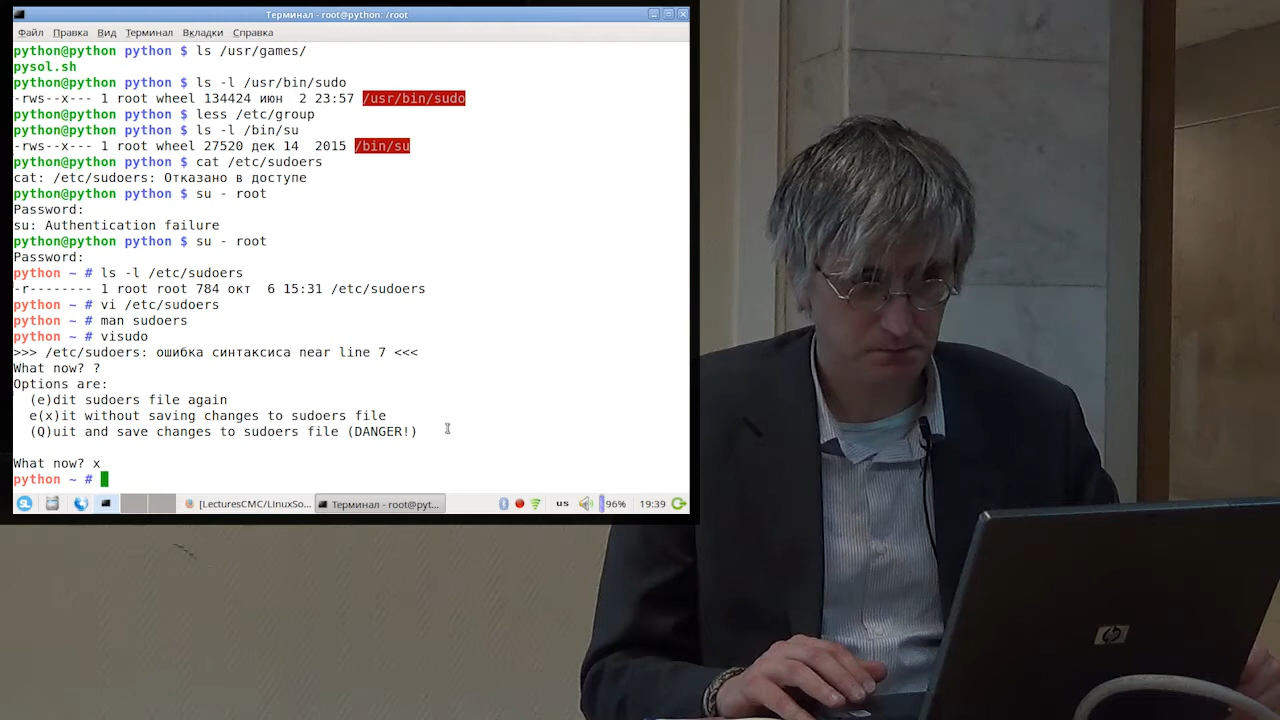 Терминал - root@python: /root
Файл Правка Вид Терминал Вкладки Справка
python@python python $ ls /usr/games/
pysol.sh
python@python python $ ls -l /usr/bin/sudo
-rws--x--- 1 root wheel 134424 июн  2 23:57 /usr/bin/sudo
python@python python $ less /etc/group
python@python python $ ls -l /bin/su
-rws--x--- 1 root wheel 27520 дек 14  2015 /bin/su
python@python python $ cat /etc/sudoers
cat: /etc/sudoers: Отказано в доступе
python@python python $ su - root
Password:
su: Authentication failure
python@python python $ su - root
Password:
python ~ # ls -l /etc/sudoers
-r-------- 1 root root 784 окт  6 15:31 /etc/sudoers
python ~ # vi /etc/sudoers
python ~ # man sudoers
python ~ # visudo
>>> /etc/sudoers: ошибка синтаксиса near line 7 <<<
What now? ?
Options are:
  (e)dit sudoers file again
  e(x)it without saving changes to sudoers file
  (Q)uit and save changes to sudoers file (DANGER!)
What now? x
python ~ #
[LecturesCMC/LinuxSo... Терминал - root@pyt... us 96% 19:39
hp